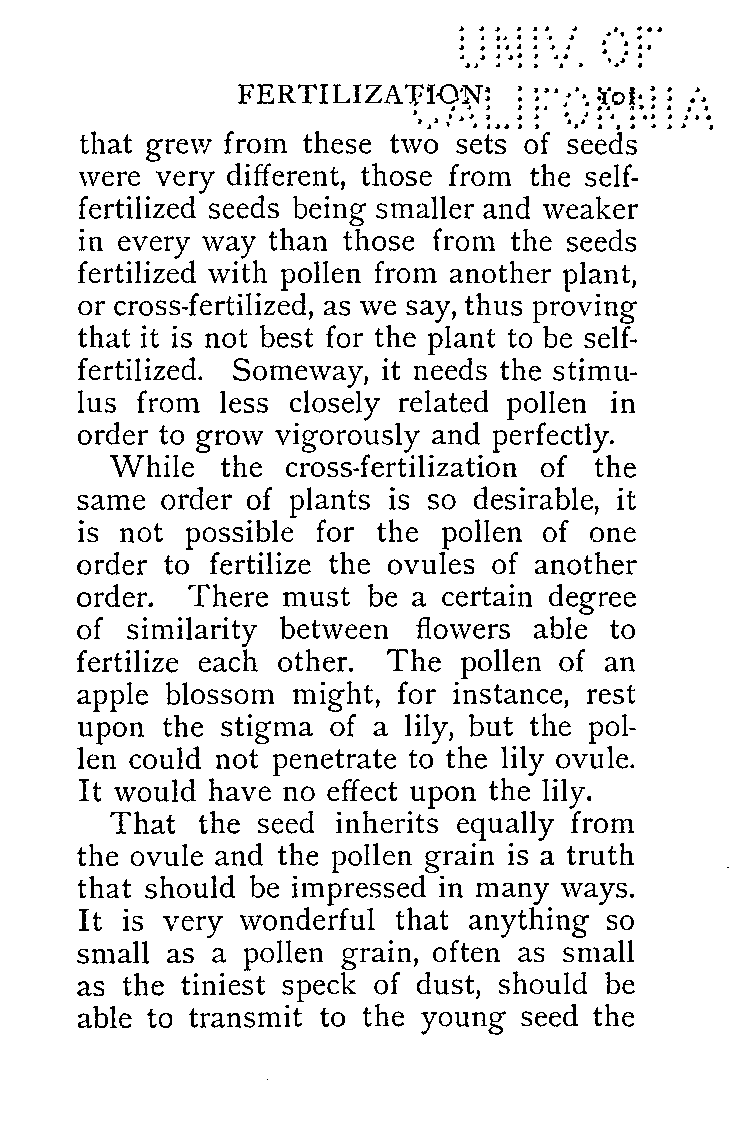 UNIV. OF
CALIFORNIA
FERTILIZATION 101
that grew from these two sets of seeds
were very different, those from the self-
fertilized seeds being smaller and weaker
in every way than those from the seeds
fertilized with pollen from another plant,
or cross-fertilized, as we say, thus proving
that it is not best for the plant to be self-
fertilized. Someway, it needs the stimu-
lus from less closely related pollen in
order to grow vigorously and perfectly.
While the cross-fertilization of the
same order of plants is so desirable, it
is not possible for the pollen of one
order to fertilize the ovules of another
order. There must be a certain degree
of similarity between flowers able to
fertilize each other. The pollen of an
apple blossom might, for instance, rest
upon the stigma of a lily, but the pol-
len could not penetrate to the lily ovule.
It would have no effect upon the lily.
That the seed inherits equally from
the ovule and the pollen grain is a truth
that should be impressed in many ways.
It is very wonderful that anything so
small as a pollen grain, often as small
as the tiniest speck of dust, should be
able to transmit to the young seed the